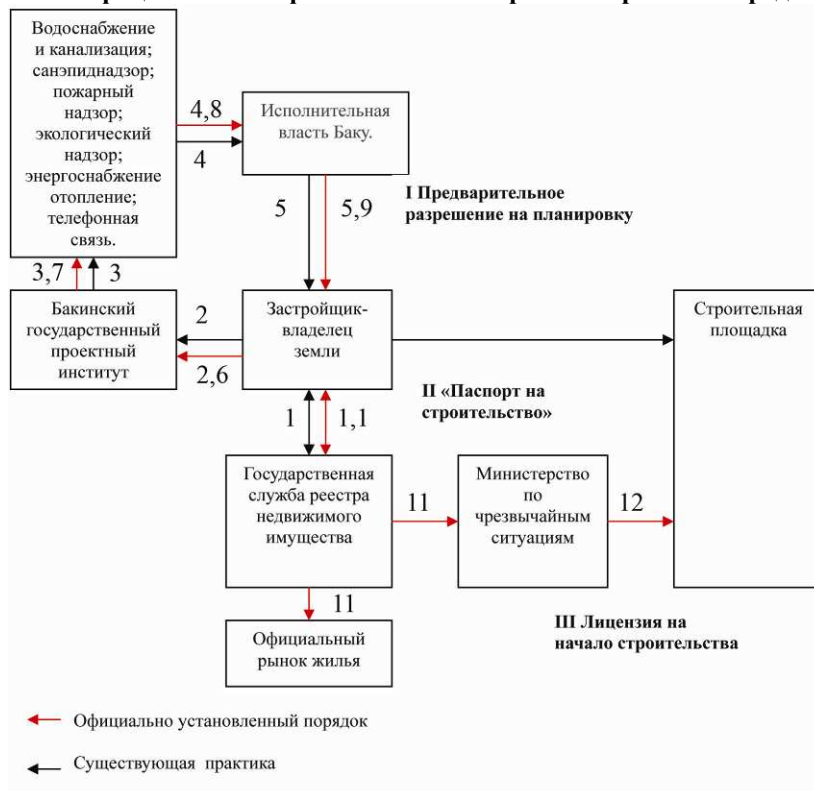 Водоснабжение
и канализация;
санэпиднадзор;
пожарный
надзор;
экологический
надзор;
энергоснабжение
отопление;
телефонная
связь.
4,8
4
Исполнительная
власть Баку.
5
5,9
I Предварительное
разрешение на планировку
3,7
3
Бакинский
государственный
проектный
институт
2
2,6
Застройщик-
владелец
земли
Строительная
площадка
II «Паспорт на
строительство»
1
1,1
Государственная
служба реестра
недвижимого
имущества
11
Министерство
по
чрезвычайным
ситуациям
12
11
Официальный
рынок жилья
III Лицензия на
начало строительства
Официально установленный порядок
Существующая практика